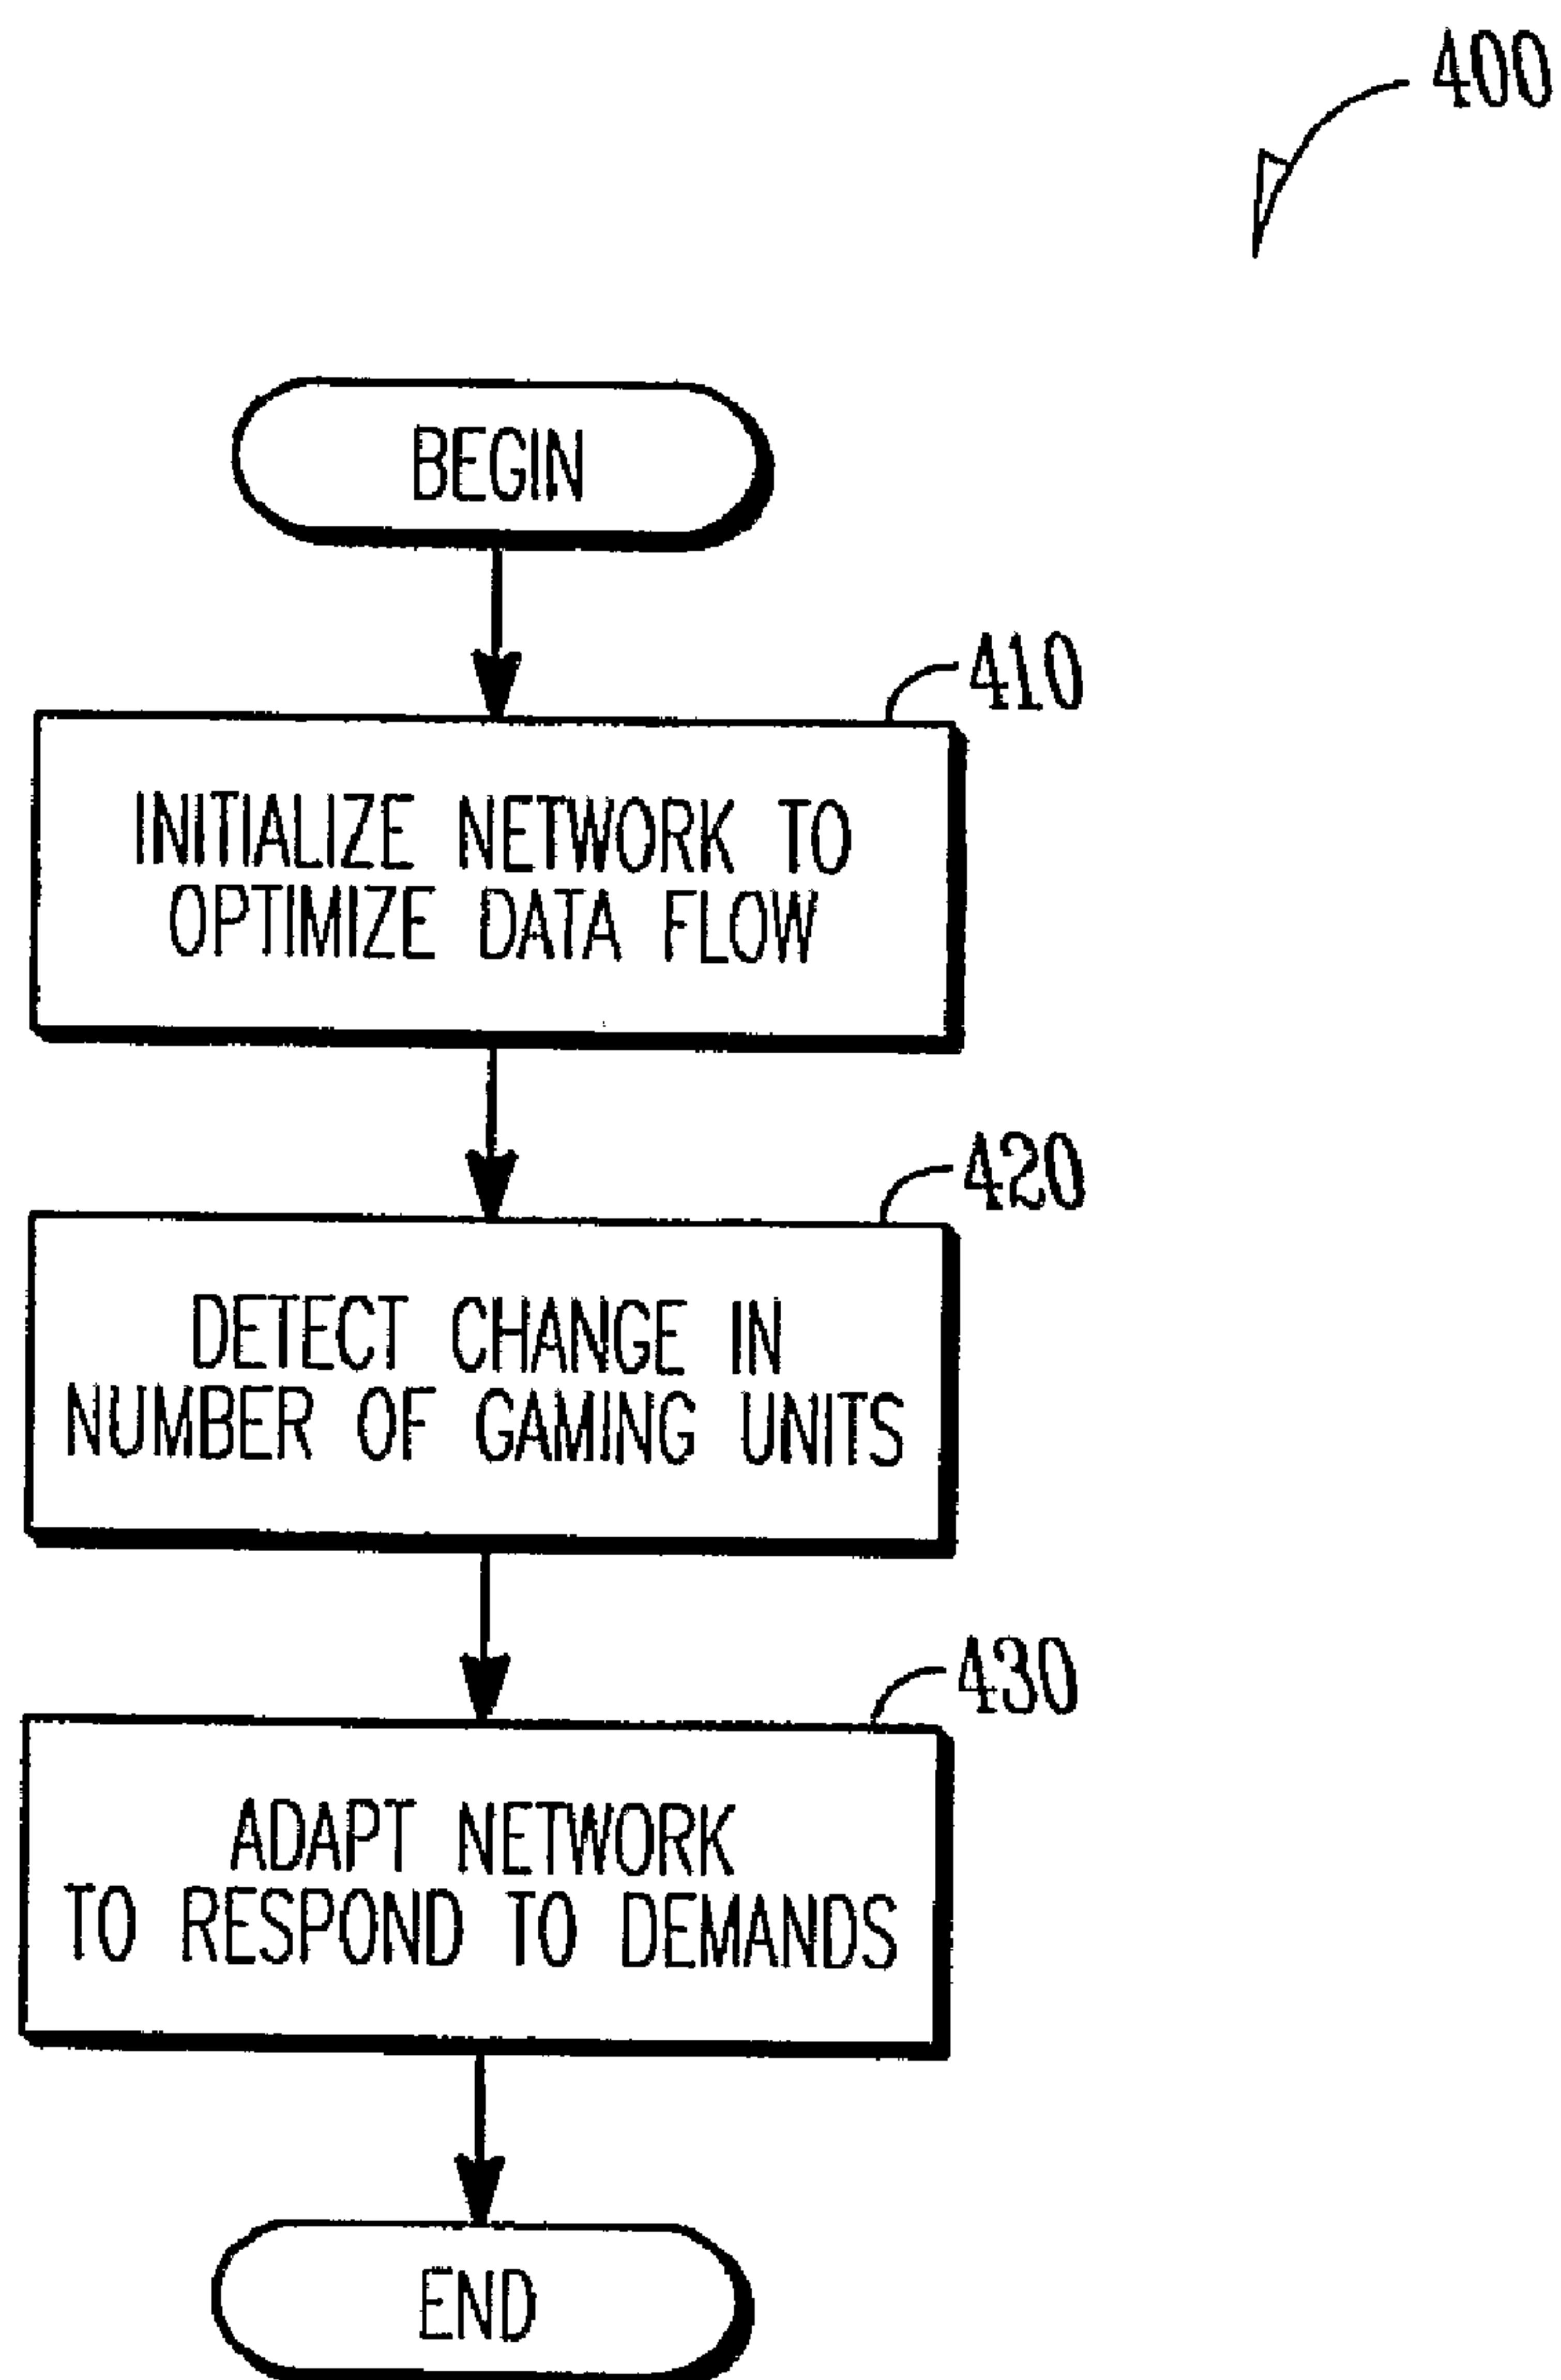 400
BEGIN
410
INITIALIZE NETWORK TO
OPTIMIZE DATA FLOW
420
DETECT CHANGE IN
NUMBER OF GAMING UNITS
430
ADAPT NETWORK
TO RESPOND TO DEMANDS
END